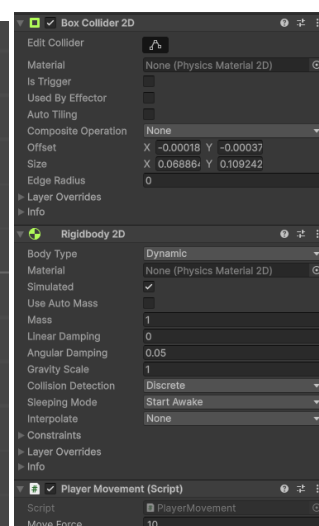 Box Collider 2D
Edit Collider
Material None (Physics Material 2D)
Is Trigger
Used By Effector
Auto Tiling
Composite Operation None
Offset X -0.00018 Y -0.00037
Size X 0.06886 Y 0.109242
Edge Radius 0
Layer Overrides
Info
Rigidbody 2D
Body Type Dynamic
Material None (Physics Material 2D)
Simulated
Use Auto Mass
Mass 1
Linear Damping 0
Angular Damping 0.05
Gravity Scale 1
Collision Detection Discrete
Sleeping Mode Start Awake
Interpolate None
Constraints
Layer Overrides
Info
# Player Movement (Script)
Script PlayerMovement
Move Force 10